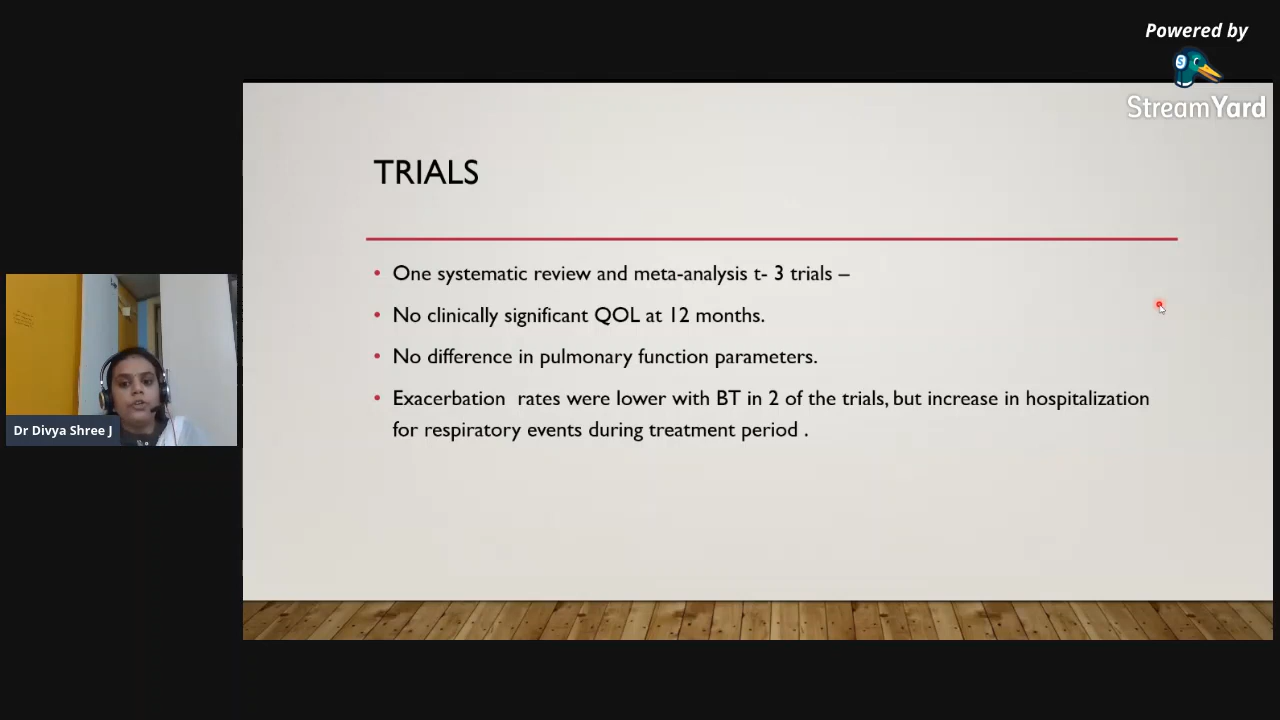 Powered by
StreamYard
TRIALS
• One systematic review and meta-analysis t- 3 trials –
• No clinically significant QOL at 12 months.
• No difference in pulmonary function parameters.
• Exacerbation  rates were lower with BT in 2 of the trials, but increase in hospitalization
for respiratory events during treatment period .
Dr Divya Shree J